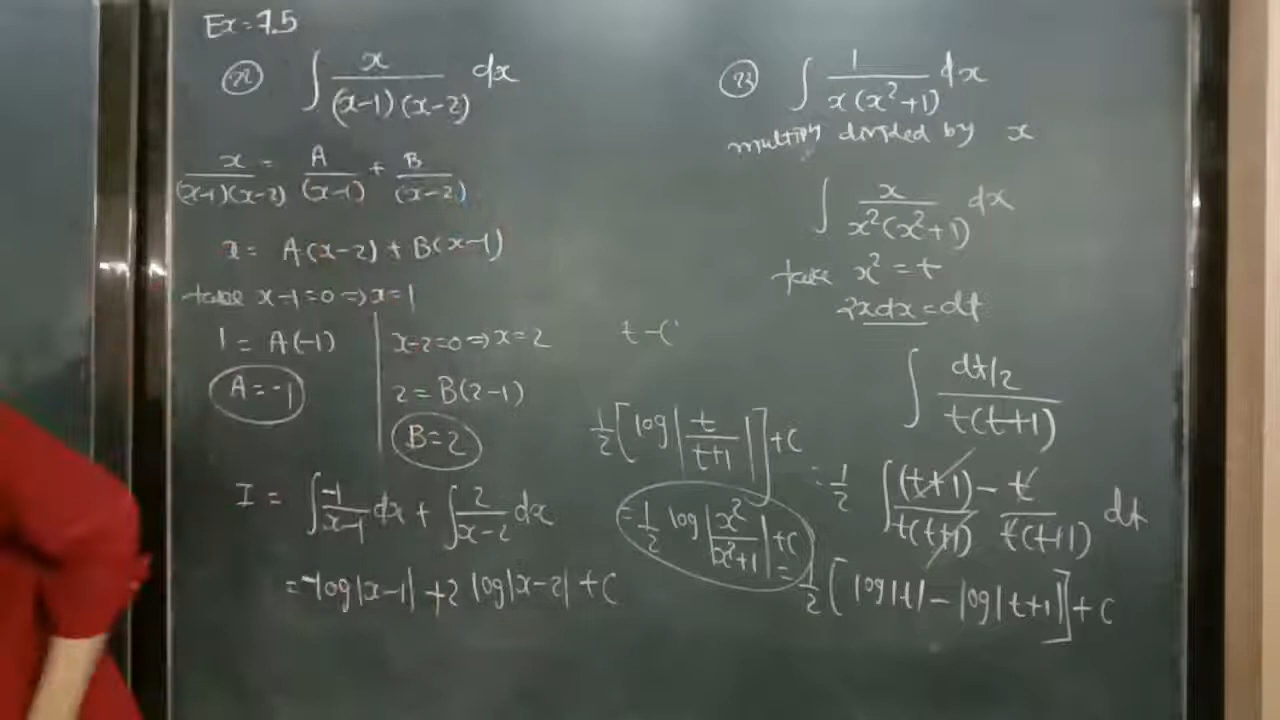 Ex = 7.5
(22) ∫ x / (x-1)(x-2) dx
x / (x-1)(x-2) = A / (x-1) + B / (x-2)
x = A(x-2) + B(x-1)
take x-1=0 ⇒ x=1
1 = A(-1)
A = -1
x-2=0 ⇒ x=2
2 = B(2-1)
B=2
I = ∫ -1 / x-1 dx + ∫ 2 / x-2 dx
= -log|x-1| + 2 log|x-2| + C
(23) ∫ 1 / x(x²+1) dx
multiply divided by x
∫ x / x²(x²+1) dx
take x² = t
2xdx = dt
∫ dt/2 / t(t+1)
= 1/2 ∫ (t+1) / t(t+1) - t / t(t+1) dt
= 1/2 [log|t| - log|t+1|] + C
t-(
1/2 [log| t / t+1 |] + C
= 1/2 log| x² / x²+1 | + C